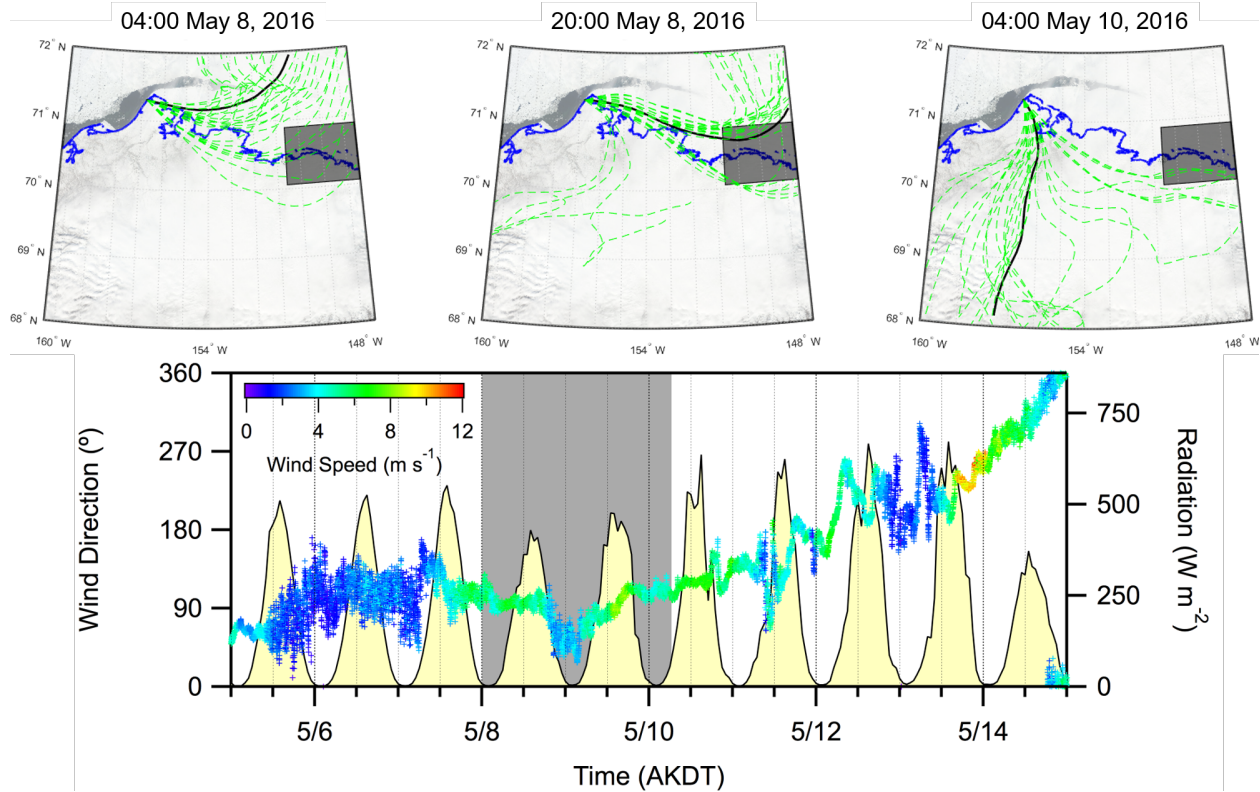 04:00 May 8, 2016
20:00 May 8, 2016
04:00 May 10, 2016
72° N
71° N
70° N
69° N
68° N
160° W
154° W
148° W
72° N
71° N
70° N
69° N
68° N
160° W
154° W
148° W
72° N
71° N
70° N
69° N
68° N
160° W
154° W
148° W
360
270
180
90
0
Wind Direction (º)
0 4 8 12
Wind Speed (m s-1)
750
500
250
0
Radiation (W m-2)
5/6 5/8 5/10 5/12 5/14
Time (AKDT)